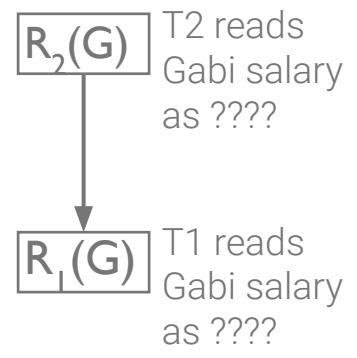 R₂(G)
T2 reads
Gabi salary
as ????
R₁(G)
T1 reads
Gabi salary
as ????